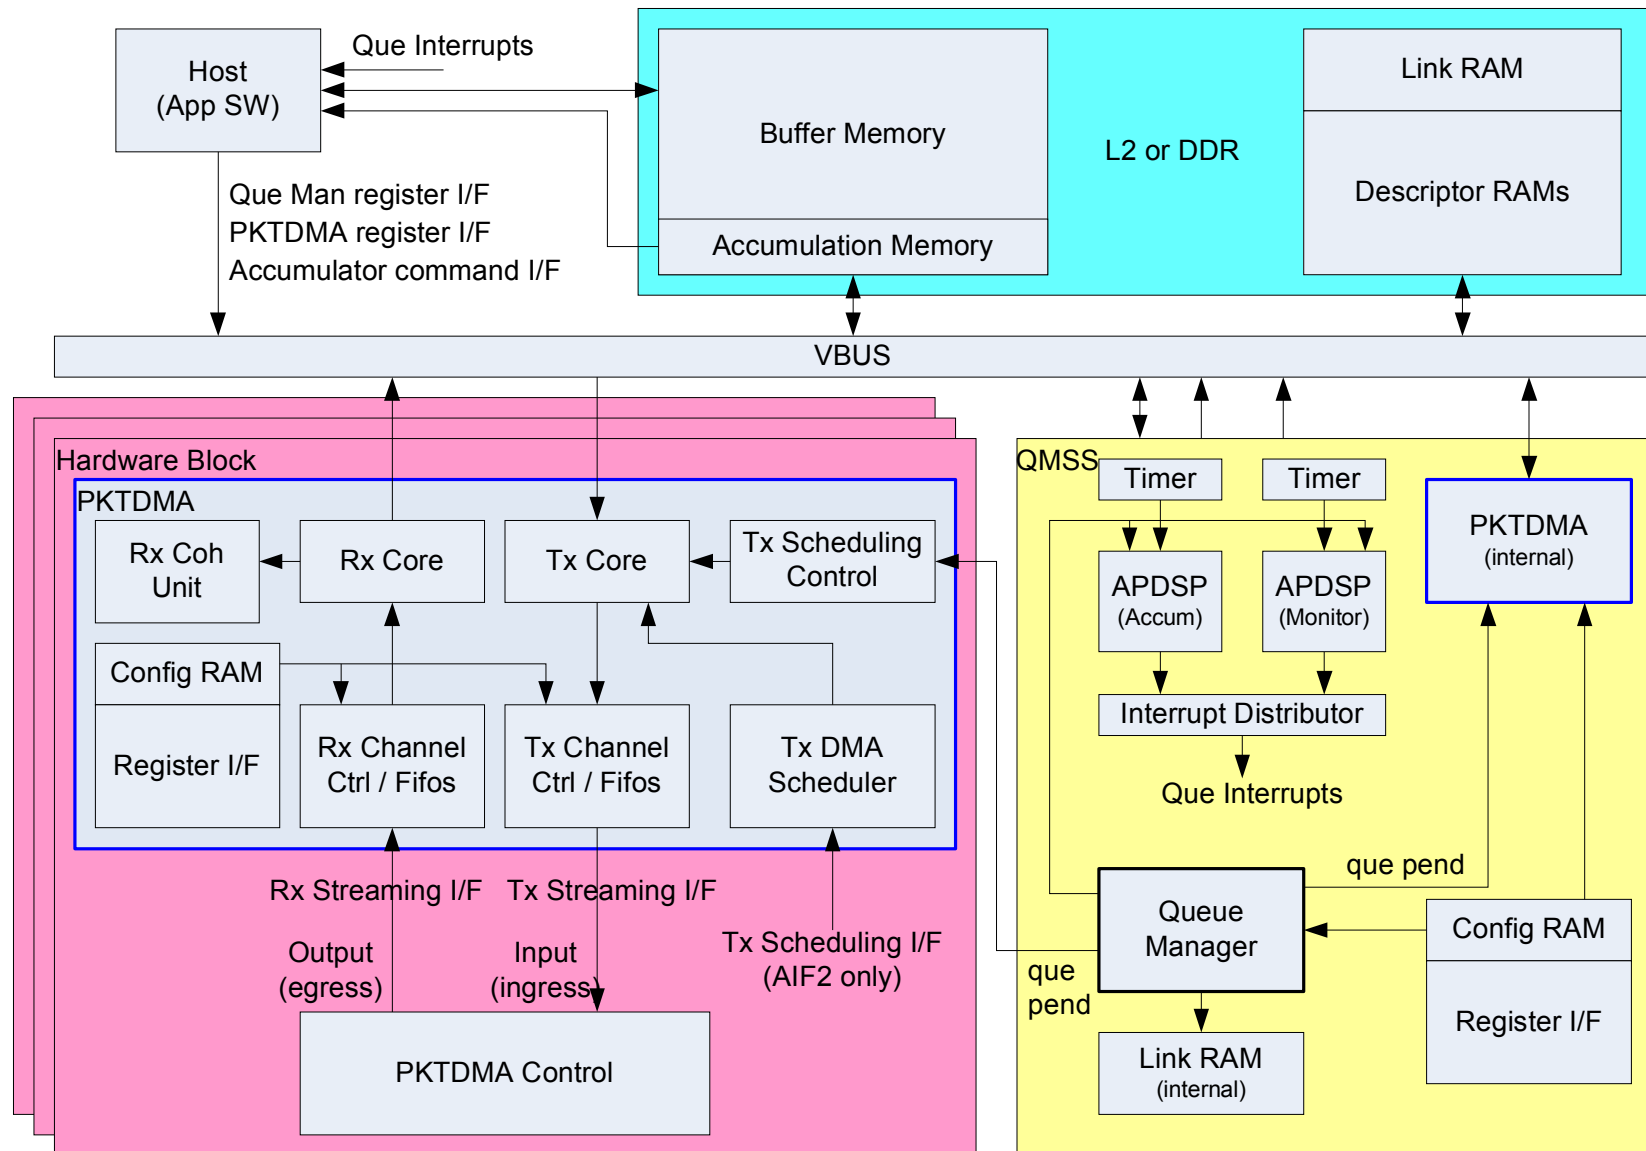 Host
(App SW)
Que Interrupts
Buffer Memory
Accumulation Memory
L2 or DDR
Link RAM
Descriptor RAMs
Que Man register I/F
PKTDMA register I/F
Accumulator command I/F
VBUS
Hardware Block
PKTDMA
Rx Coh
Unit
Rx Core
Tx Core
Tx Scheduling
Control
Config RAM
Register I/F
Rx Channel
Ctrl / Fifos
Tx Channel
Ctrl / Fifos
Tx DMA
Scheduler
Rx Streaming I/F
Tx Streaming I/F
Output
(egress)
Input
(ingress)
Tx Scheduling I/F
(AIF2 only)
PKTDMA Control
QMSS
Timer
Timer
PKTDMA
(internal)
APDSP
(Accum)
APDSP
(Monitor)
Interrupt Distributor
Que Interrupts
que pend
Queue
Manager
que
pend
Config RAM
Register I/F
Link RAM
(internal)